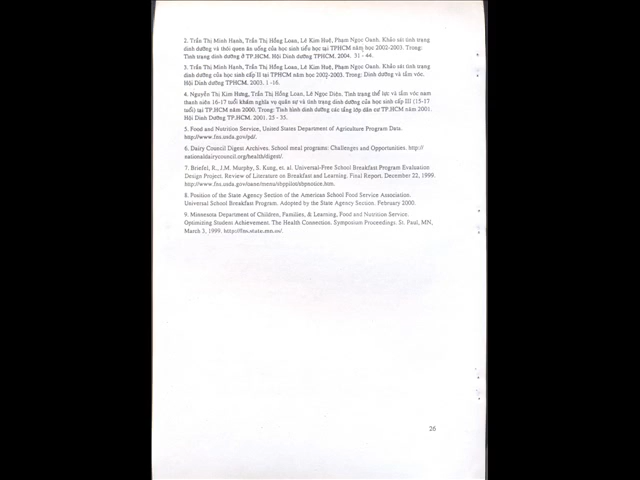 2. Trần Thị Minh Hạnh, Trần Thị Hồng Loan, Lê Kim Huệ, Phạm Ngọc Oanh. Khảo sát tình trạng
dinh dưỡng và thói quen ăn uống của học sinh tiểu học tại TPHCM năm học 2002-2003. Trong:
Tình trạng dinh dưỡng ở TP.HCM. Hội Dinh dưỡng TPHCM. 2004. 31 - 44.
3. Trần Thị Minh Hạnh, Trần Thị Hồng Loan, Lê Kim Huệ, Phạm Ngọc Oanh. Khảo sát tình trạng
dinh dưỡng của học sinh cấp II tại TPHCM năm học 2002-2003. Trong: Dinh dưỡng và tầm vóc.
Hội Dinh dưỡng TPHCM. 2003. 1 -16.
4. Nguyễn Thị Kim Hưng, Trần Thị Hồng Loan, Lê Ngọc Diện. Tình trạng thể lực và tầm vóc nam
thanh niên 16-17 tuổi khám nghĩa vụ quân sự và tình trạng dinh dưỡng của học sinh cấp III (15-17
tuổi) tại TP.HCM năm 2000. Trong: Tình hình dinh dưỡng các tầng lớp dân cư TP.HCM năm 2001.
Hội Dinh Dưỡng TP.HCM. 2001. 25 - 35.
5. Food and Nutrition Service, United States Department of Agriculture Program Data.
http://www.fns.usda.gov/pd/.
6. Dairy Council Digest Archives. School meal programs: Challenges and Opportunities. http://
nationaldairycouncil.org/health/digest/.
7. Briefel, R., J.M. Murphy, S. Kung, et. al. Universal-Free School Breakfast Program Evaluation
Design Project. Review of Literature on Breakfast and Learning. Final Report. December 22, 1999.
http://www.fns.usda.gov/oane/menu/sbppilot/sbpnotice.htm.
8. Position of the State Agency Section of the American School Food Service Association.
Universal School Breakfast Program. Adopted by the State Agency Section. February 2000.
9: Minnesota Department of Children, Families, & Learning, Food and Nutrition Service.
Optimizing Student Achievement, The Health Connection. Symposium Proceedings. St. Paul, MN,
March 3, 1999. http://fns.state.mn.us/.
26